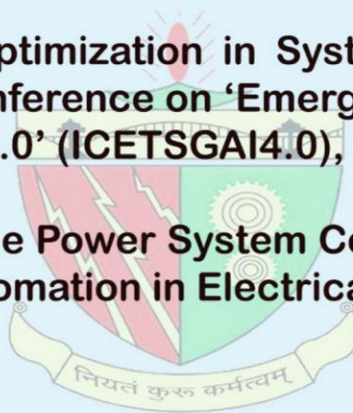 ptimization in Syst
nference on ‘Emerg
.0’ (ICETSGAI4.0),
e Power System Co
omation in Electrica
नियतं कुरू कर्मत्वम्